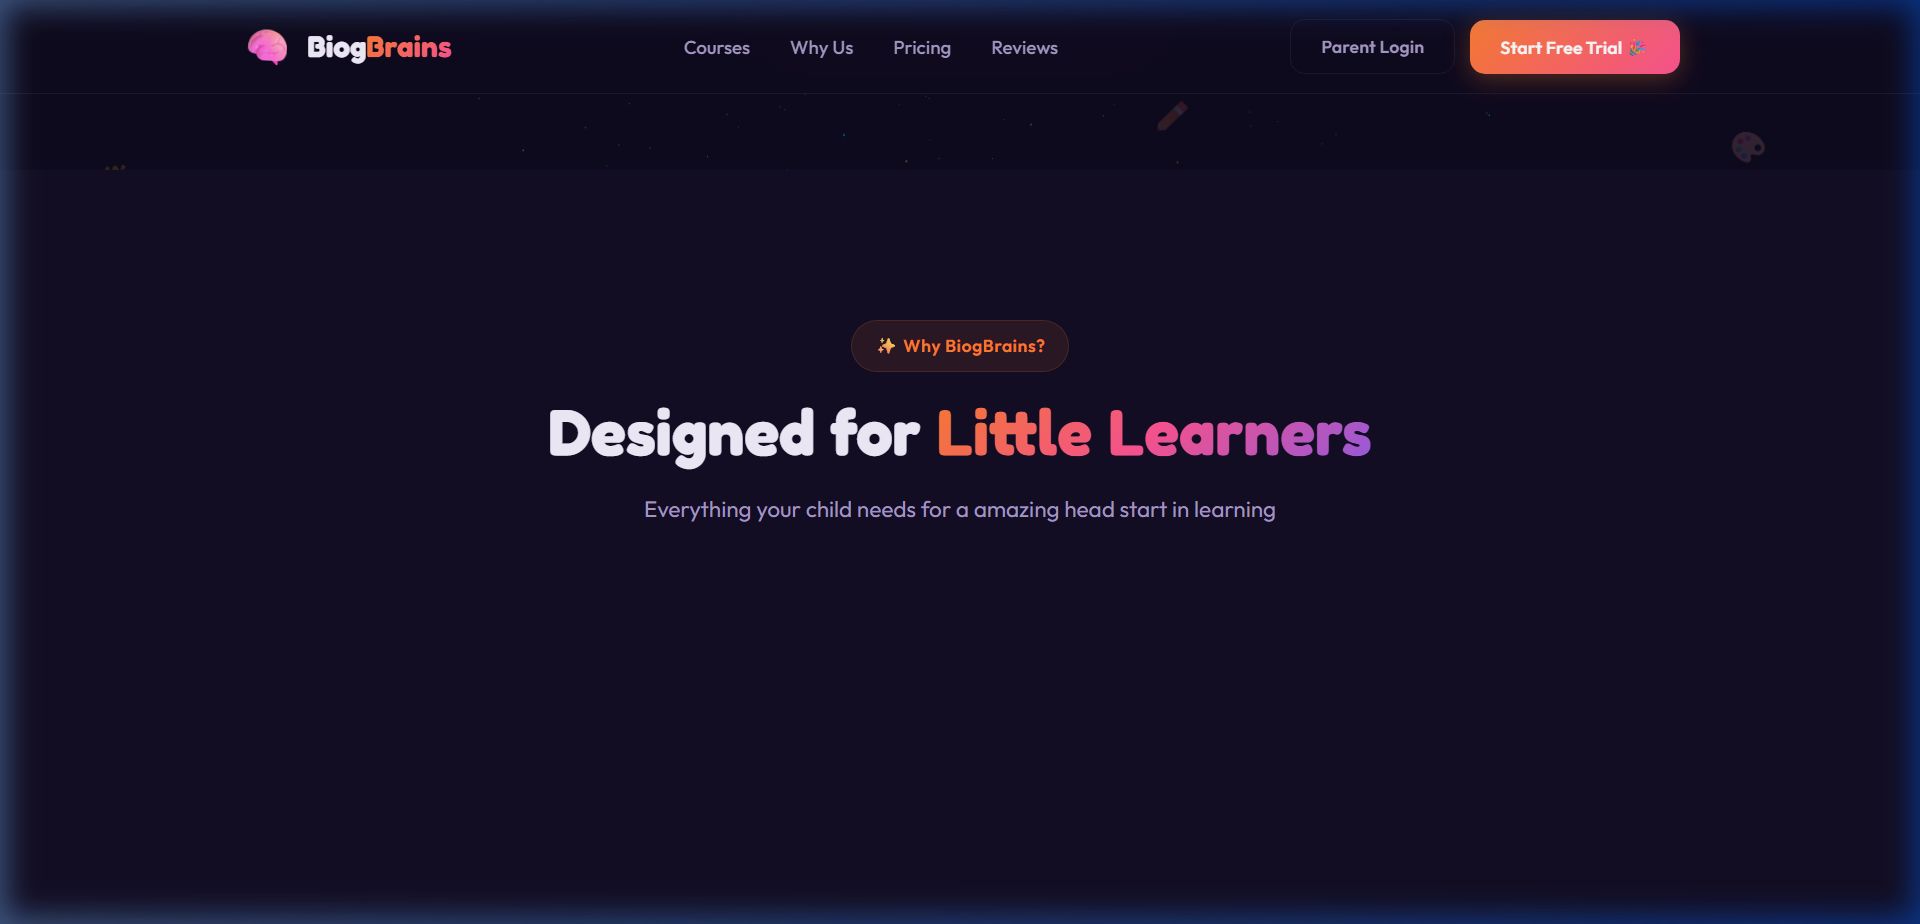 BiogBrains
Courses
Why Us
Pricing
Reviews
Parent Login
Start Free Trial 🎉
✨ Why BiogBrains?
Designed for Little Learners
Everything your child needs for a amazing head start in learning